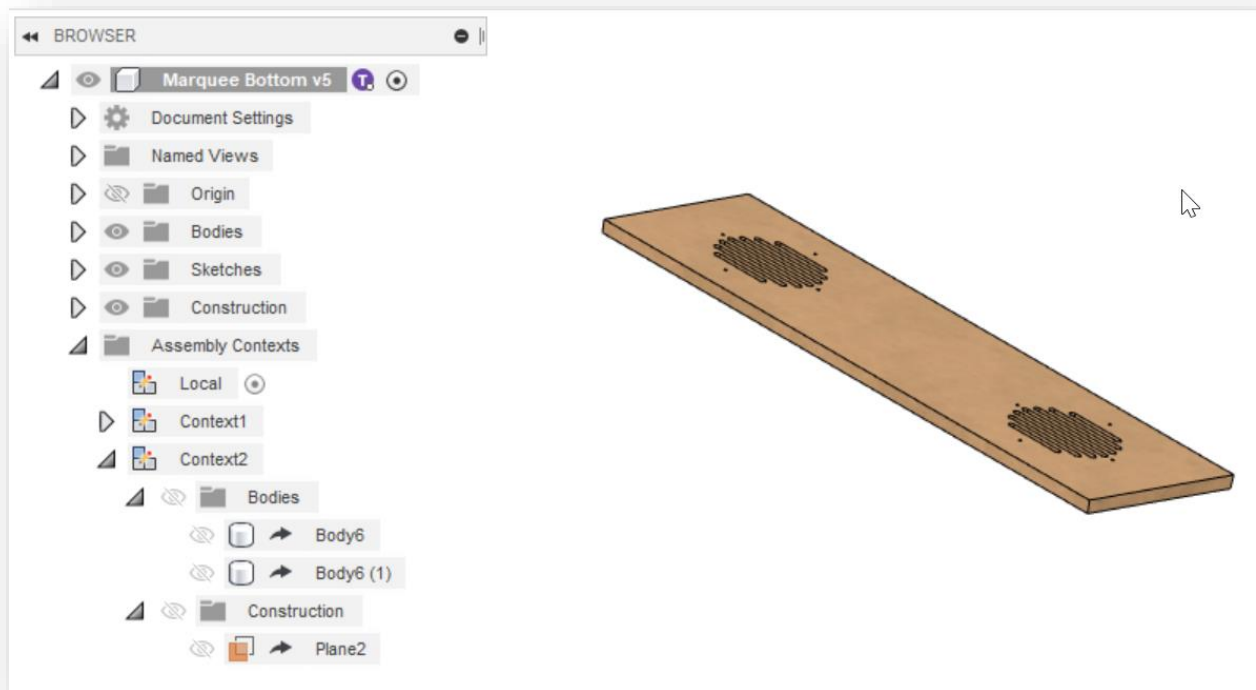 BROWSER
Marquee Bottom v5 T
Document Settings
Named Views
Origin
Bodies
Sketches
Construction
Assembly Contexts
Local
Context1
Context2
Bodies
Body6
Body6 (1)
Construction
Plane2